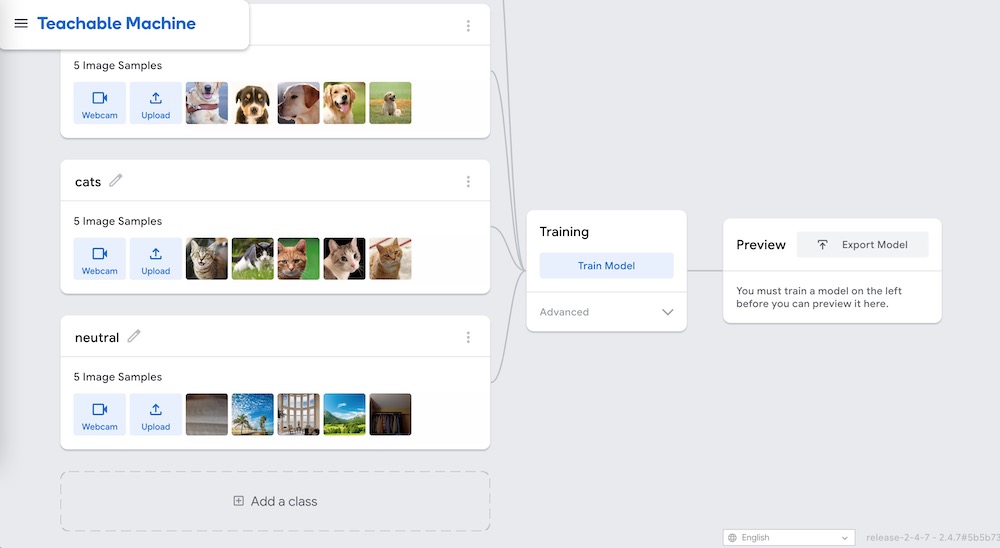 Teachable Machine
5 Image Samples
Webcam
Upload
cats
5 Image Samples
Webcam
Upload
neutral
5 Image Samples
Webcam
Upload
Add a class
Training
Train Model
Advanced
Preview
Export Model
You must train a model on the left
before you can preview it here.
English
release-2-4-7 - 2.4.7#5b5b73